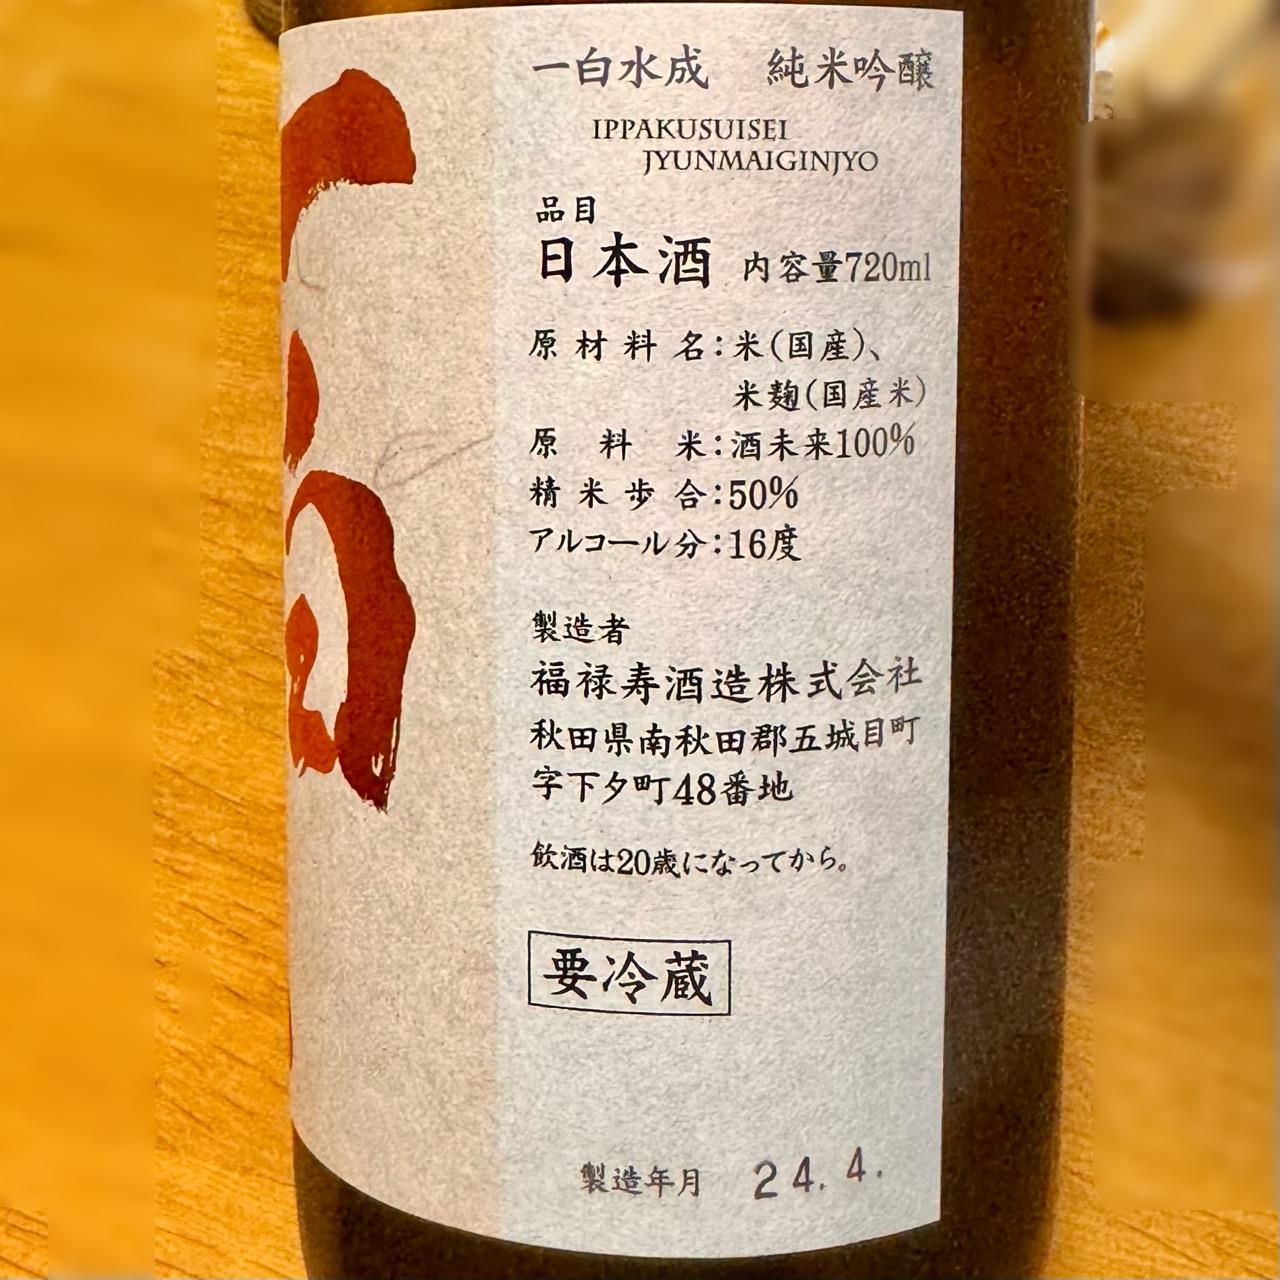 一白水成 純米吟醸
IPPAKUSUISEI
JYUNMAIGINJYO
品目
日本酒 内容量720ml
原材料名：米(国産)、
米麹(国産米)
原料米：酒未来100%
精米歩合：50%
アルコール分：16度
製造者
福禄寿酒造株式会社
秋田県南秋田郡五城目町
字下夕町48番地
飲酒は20歳になってから。
要冷蔵
製造年月 24.4.